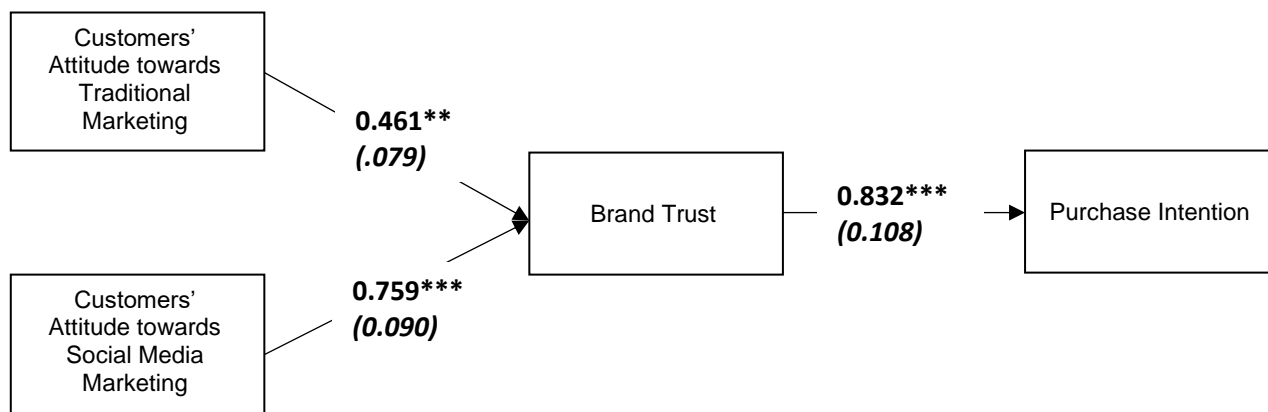 Customers’
Attitude towards
Traditional
Marketing
0.461**
(.079)
Brand Trust
0.832***
(0.108)
Purchase Intention
Customers’
Attitude towards
Social Media
Marketing
0.759***
(0.090)